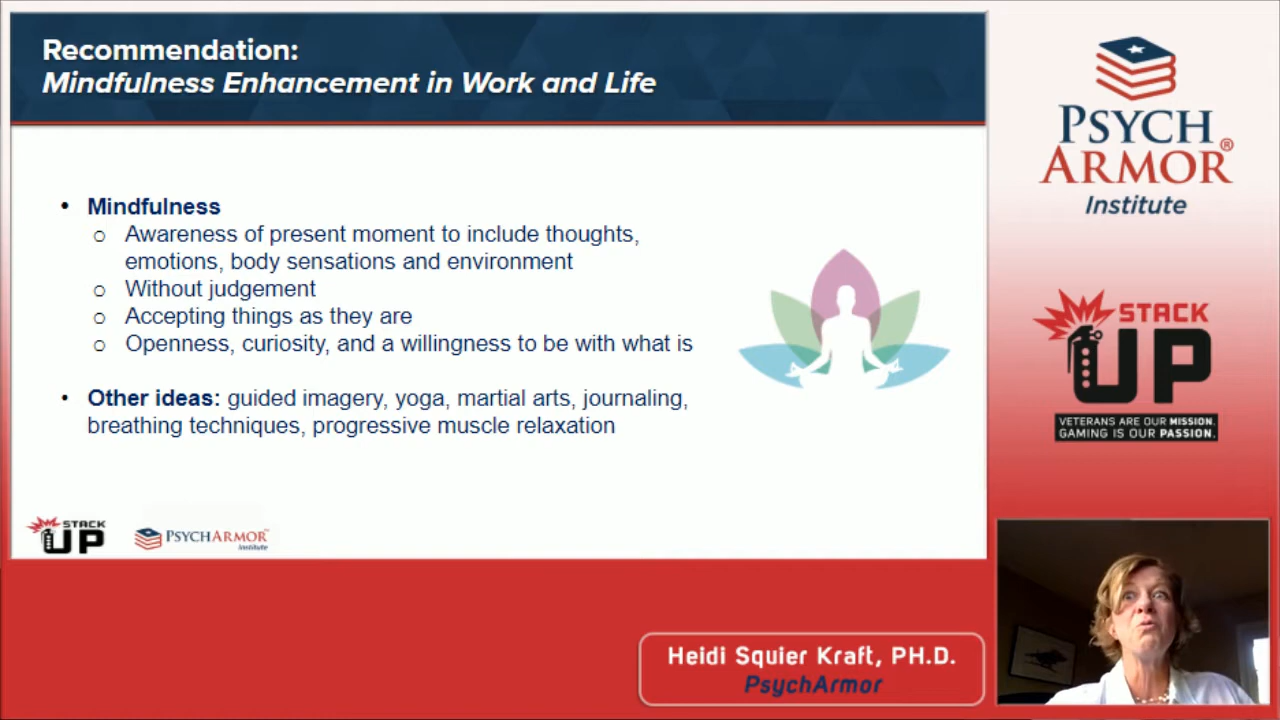 Recommendation:
Mindfulness Enhancement in Work and Life
• Mindfulness
o Awareness of present moment to include thoughts,
emotions, body sensations and environment
o Without judgement
o Accepting things as they are
o Openness, curiosity, and a willingness to be with what is
• Other ideas: guided imagery, yoga, martial arts, journaling,
breathing techniques, progressive muscle relaxation
STACK
UP
PSYCHARMOR™
Institute
PSYCH
ARMOR®
Institute
STACK
UP
VETERANS ARE OUR MISSION.
GAMING IS OUR PASSION.
Heidi Squier Kraft, PH.D.
PsychArmor